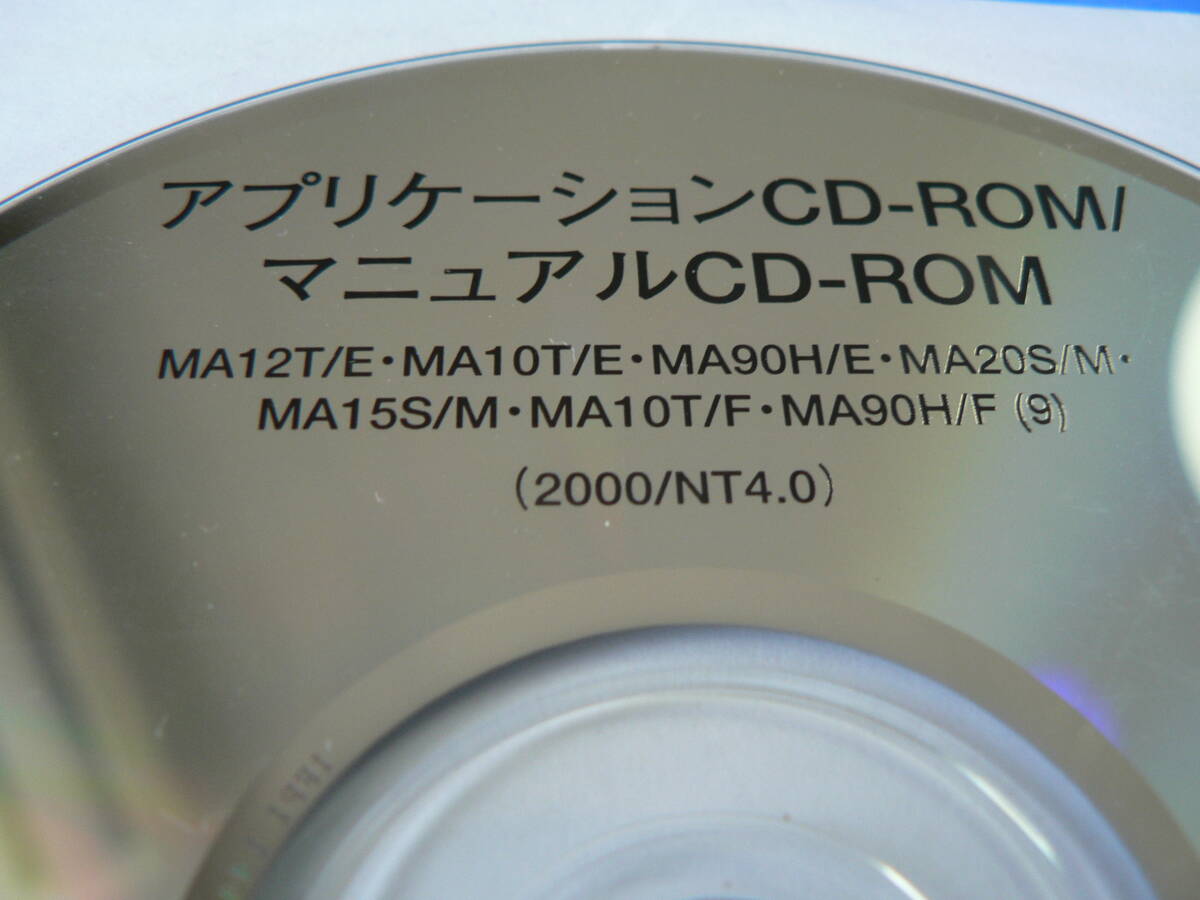 アプリケーションCD-ROM/
マニュアルCD-ROM
MA12T/E・MA10T/E・MA90H/E・MA20S/M・
MA15S/M・MA10T/F・MA90H/F (9)
(2000/NT4.0)